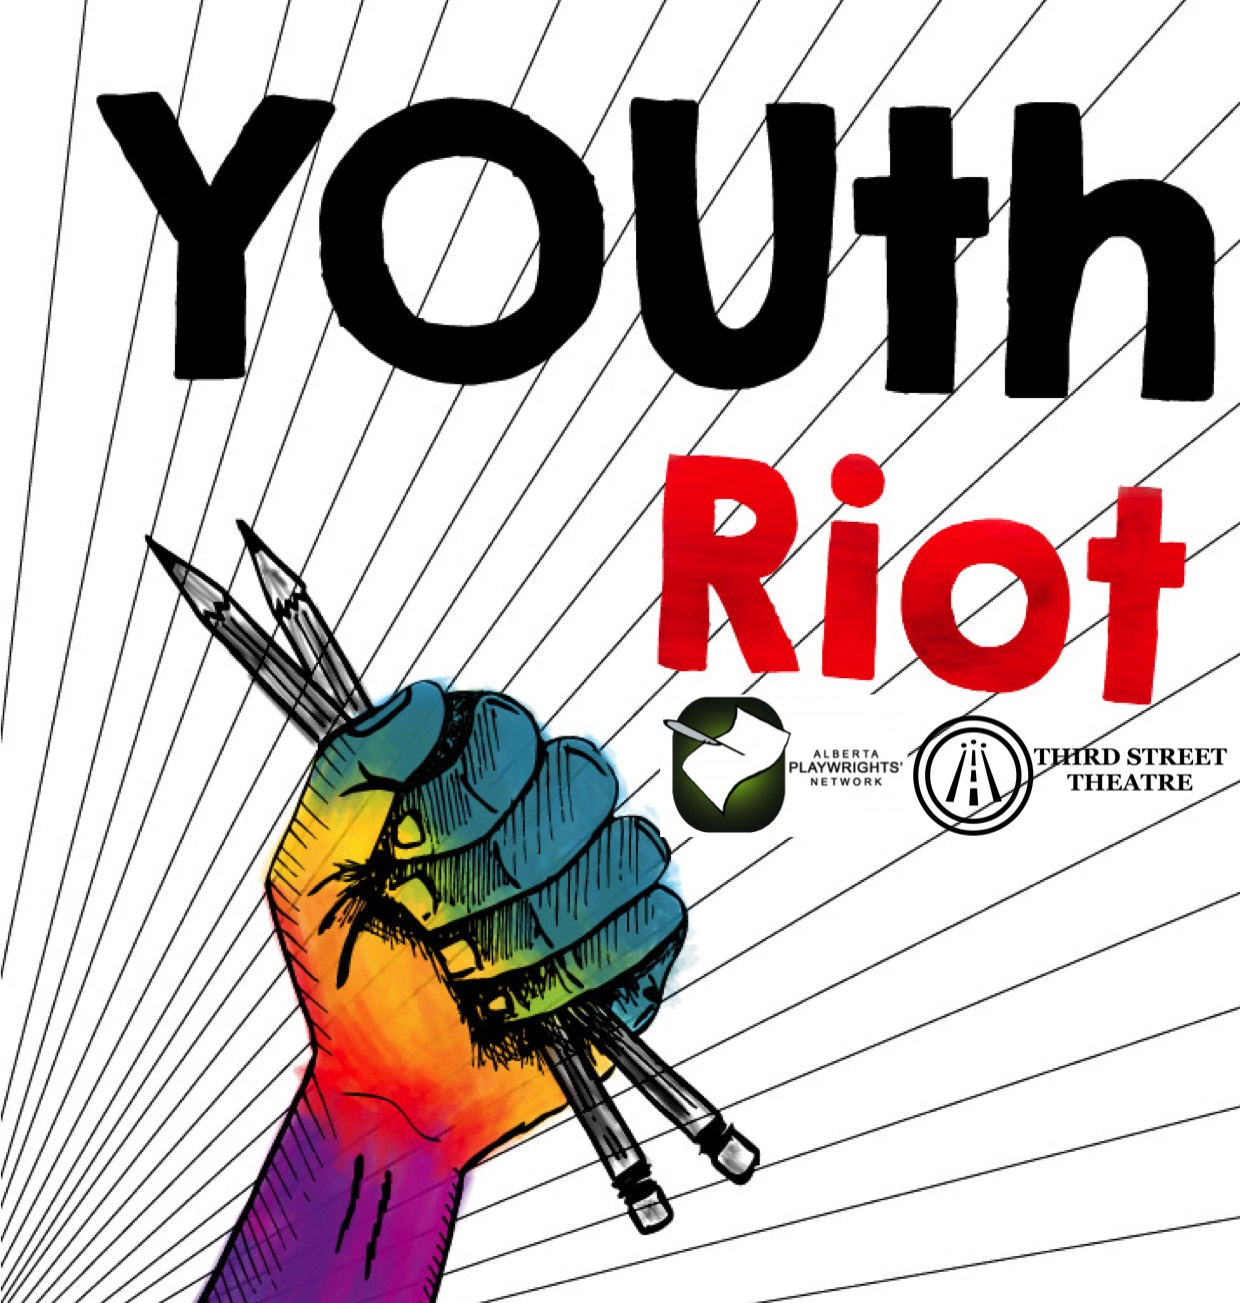 YOUth
Riot
ALBERTA
PLAYWRIGHTS'
NETWORK
THIRD STREET
THEATRE